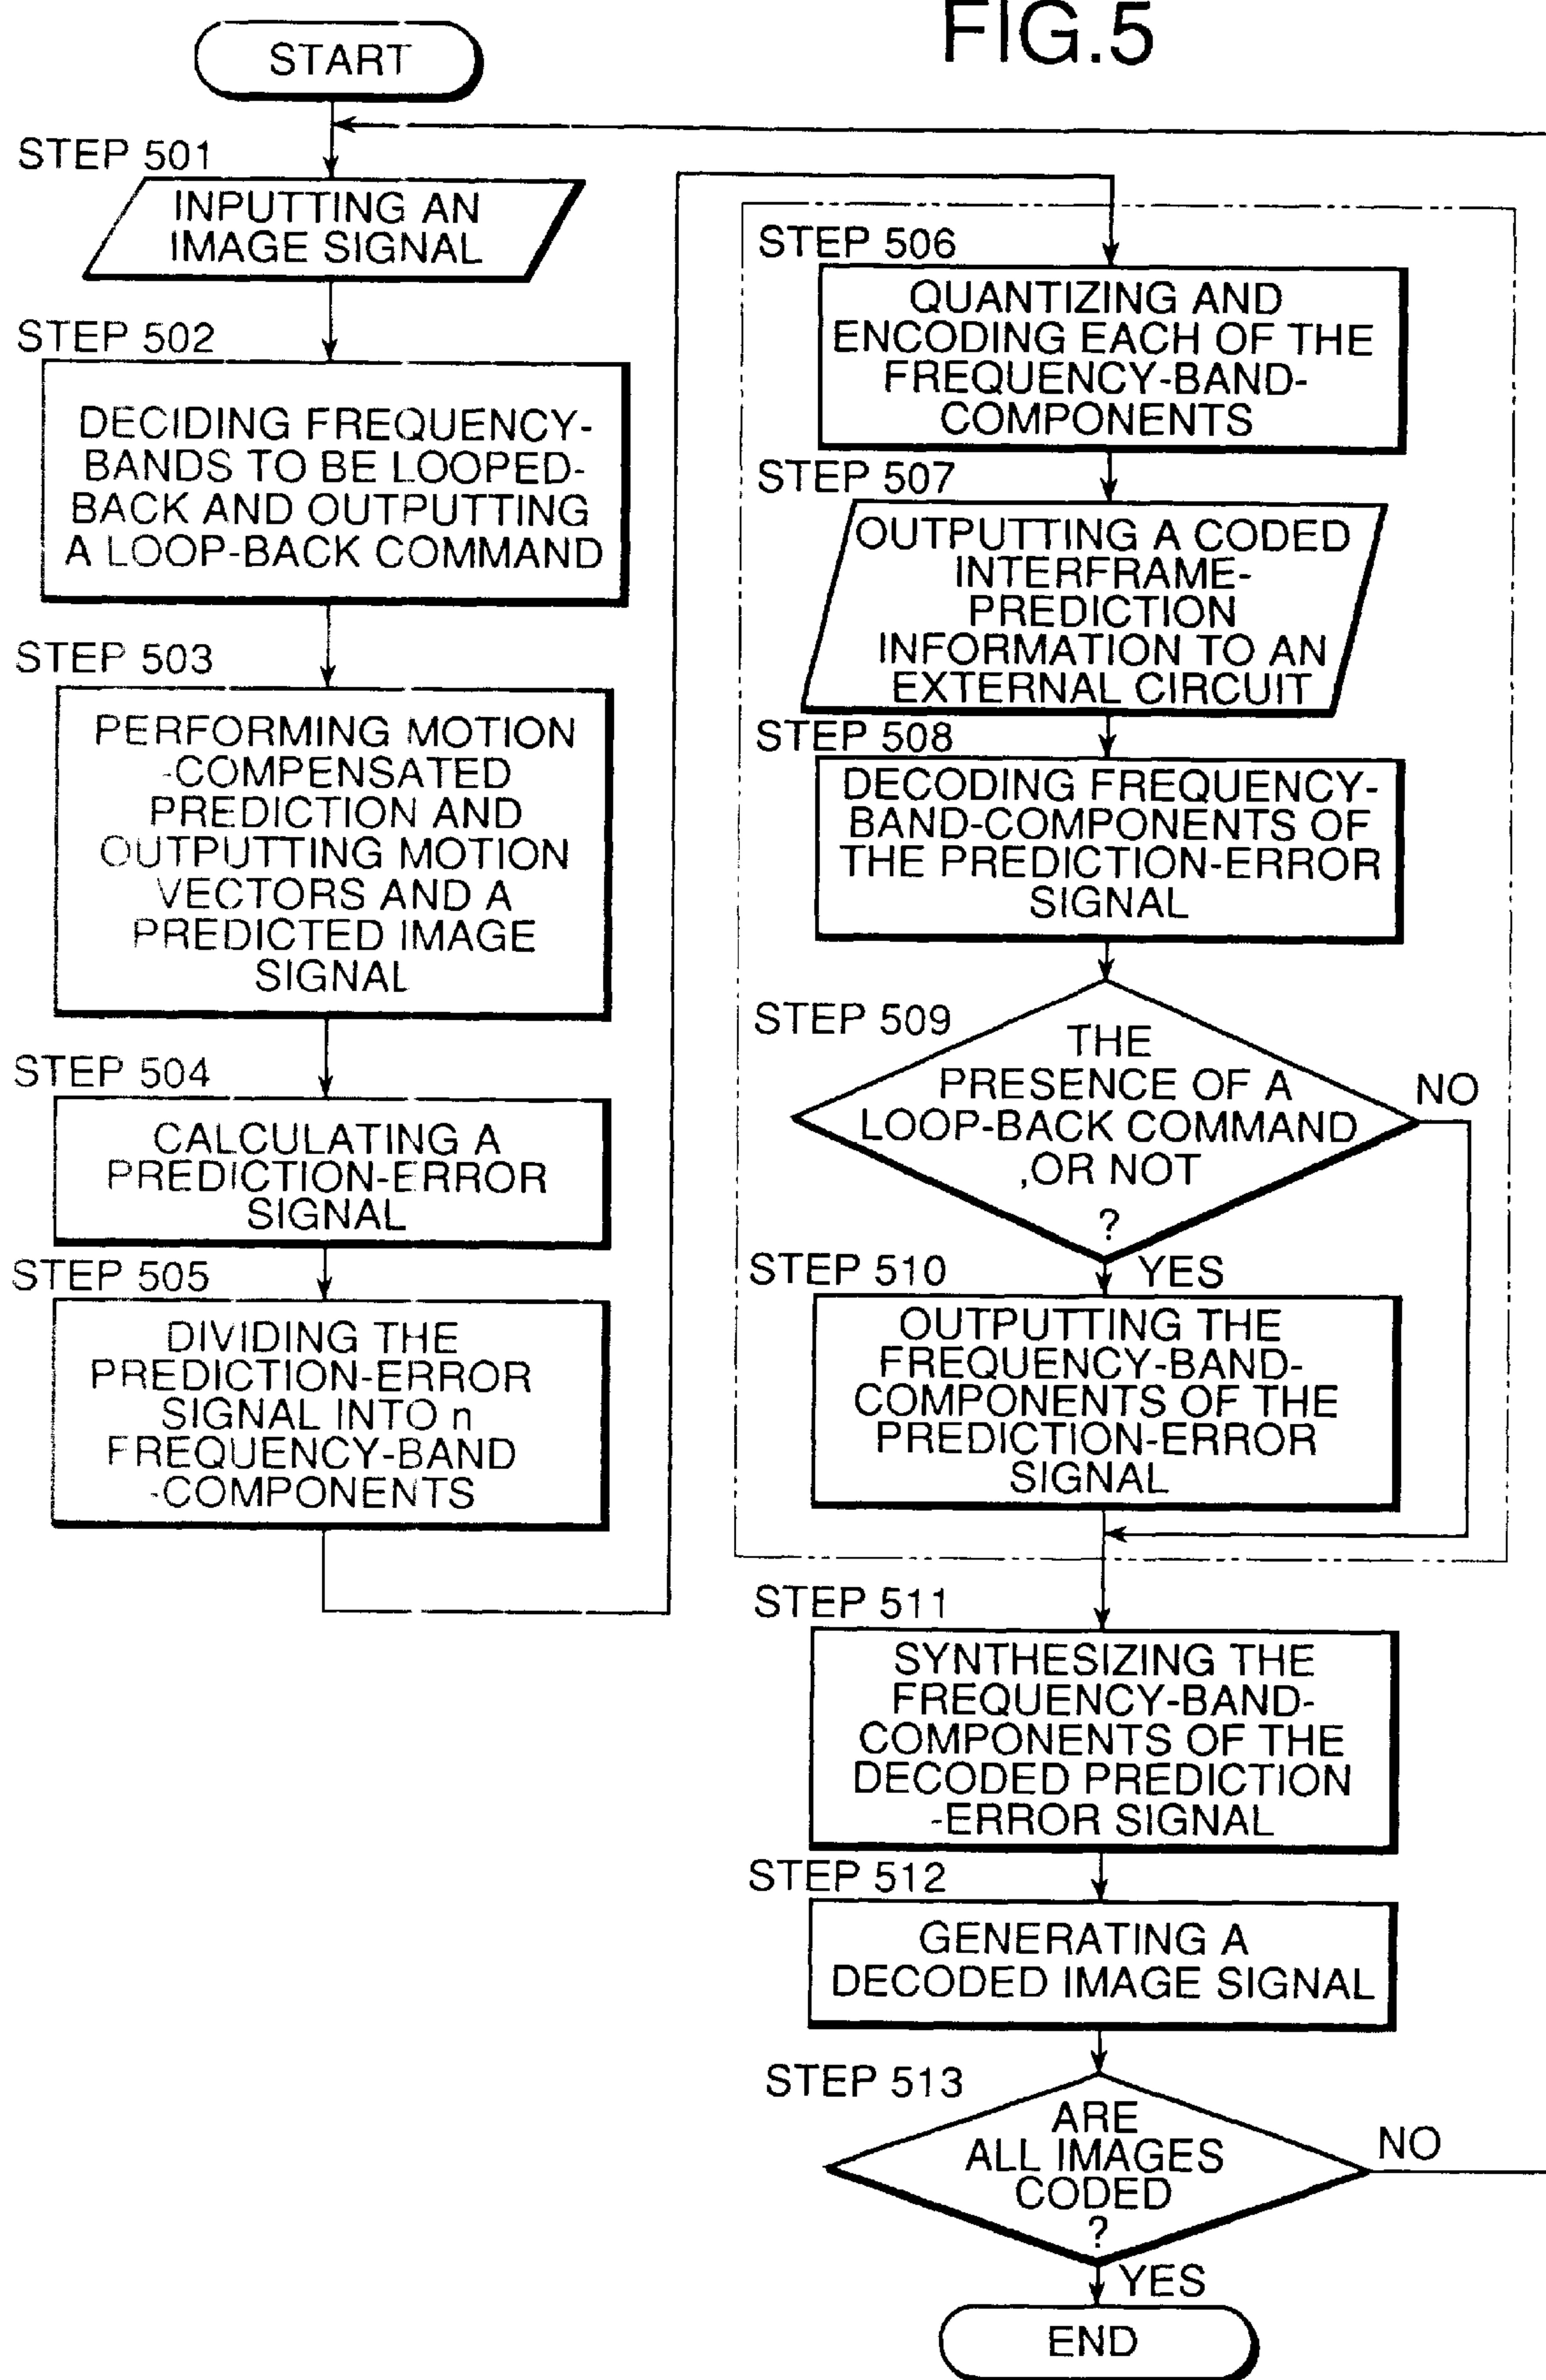 FIG.5
START
STEP 501
INPUTTING AN
IMAGE SIGNAL
STEP 502
DECIDING FREQUENCY-
BANDS TO BE LOOPED-
BACK AND OUTPUTTING
A LOOP-BACK COMMAND
STEP 503
PERFORMING MOTION
-COMPENSATED
PREDICTION AND
OUTPUTTING MOTION
VECTORS AND A
PREDICTED IMAGE
SIGNAL
STEP 504
CALCULATING A
PREDICTION-ERROR
SIGNAL
STEP 505
DIVIDING THE
PREDICTION-ERROR
SIGNAL INTO n
FREQUENCY-BAND
-COMPONENTS
STEP 506
QUANTIZING AND
ENCODING EACH OF THE
FREQUENCY-BAND-
COMPONENTS
STEP 507
OUTPUTTING A CODED
INTERFRAME-
PREDICTION
INFORMATION TO AN
EXTERNAL CIRCUIT
STEP 508
DECODING FREQUENCY-
BAND-COMPONENTS OF
THE PREDICTION-ERROR
SIGNAL
STEP 509
THE
PRESENCE OF A
LOOP-BACK COMMAND
,OR NOT
?
NO
YES
STEP 510
OUTPUTTING THE
FREQUENCY-BAND-
COMPONENTS OF THE
PREDICTION-ERROR
SIGNAL
STEP 511
SYNTHESIZING THE
FREQUENCY-BAND-
COMPONENTS OF THE
DECODED PREDICTION
-ERROR SIGNAL
STEP 512
GENERATING A
DECODED IMAGE SIGNAL
STEP 513
ARE
ALL IMAGES
CODED
?
NO
YES
END